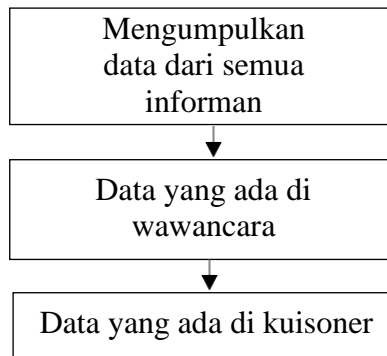 Mengumpulkan
data dari semua
informan
Data yang ada di
wawancara
Data yang ada di kuisoner